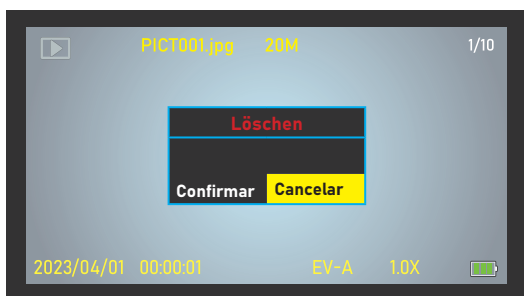 PICT001.jpg 20M 1/10
Löschen
Confirmar Cancelar
2023/04/01 00:00:01 EV-A 1.0X